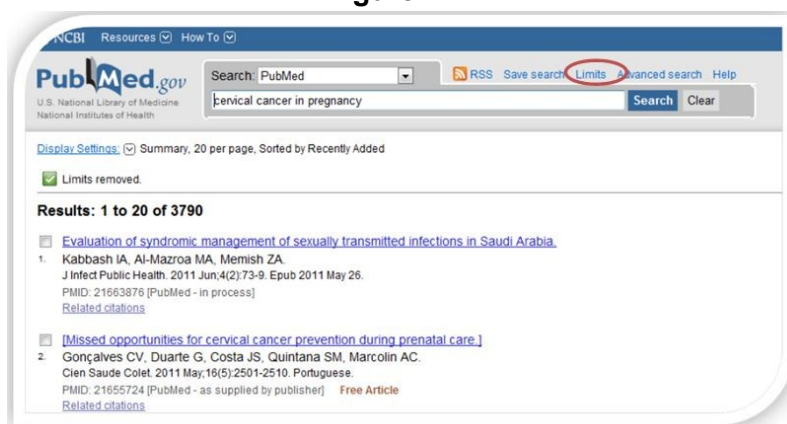 NCBI Resources How To
PubMed.gov
U.S. National Library of Medicine
National Institutes of Health
Search: PubMed
RSS Save search Limits Advanced search Help
cervical cancer in pregnancy
Search Clear
Display Settings: Summary, 20 per page, Sorted by Recently Added
Limits removed.
Results: 1 to 20 of 3790
Evaluation of syndromic management of sexually transmitted infections in Saudi Arabia.
1. Kabbash IA, Al-Mazroa MA, Memish ZA.
J Infect Public Health. 2011 Jun;4(2):73-9. Epub 2011 May 26.
PMID: 21663876 [PubMed - in process]
Related citations
[Missed opportunities for cervical cancer prevention during prenatal care.]
2. Gonçalves CV, Duarte G, Costa JS, Quintana SM, Marcolin AC.
Cien Saude Colet. 2011 May;16(5):2501-2510. Portuguese.
PMID: 21655724 [PubMed - as supplied by publisher] Free Article
Related citations